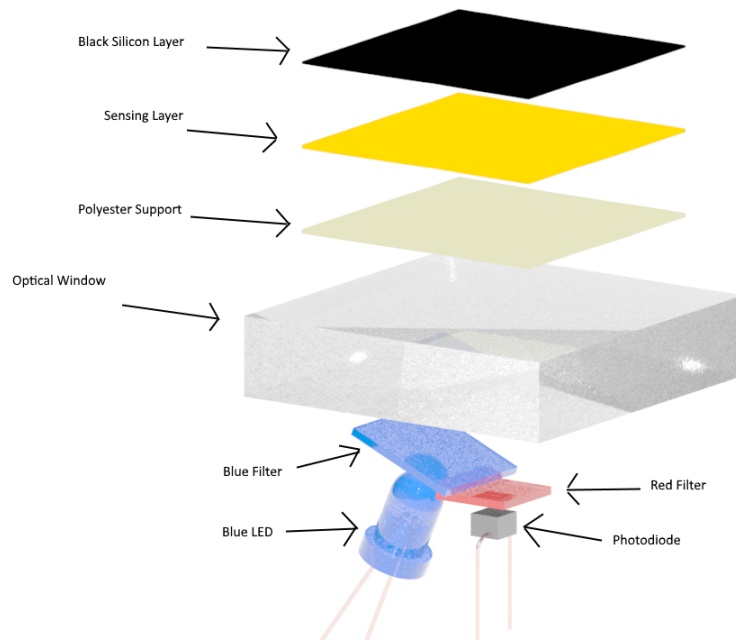 Black Silicon Layer
Sensing Layer
Polyester Support
Optical Window
Blue Filter
Red Filter
Blue LED
Photodiode